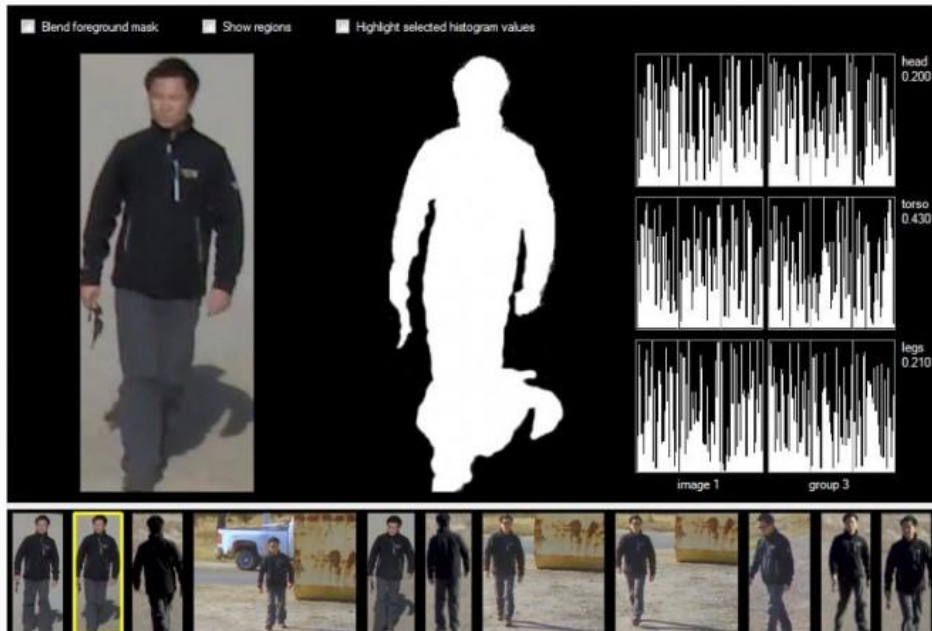 Blend foreground mask
Show regions
Highlight selected histogram values
head
0.200
torso
0.430
legs
0.210
image 1
group 3